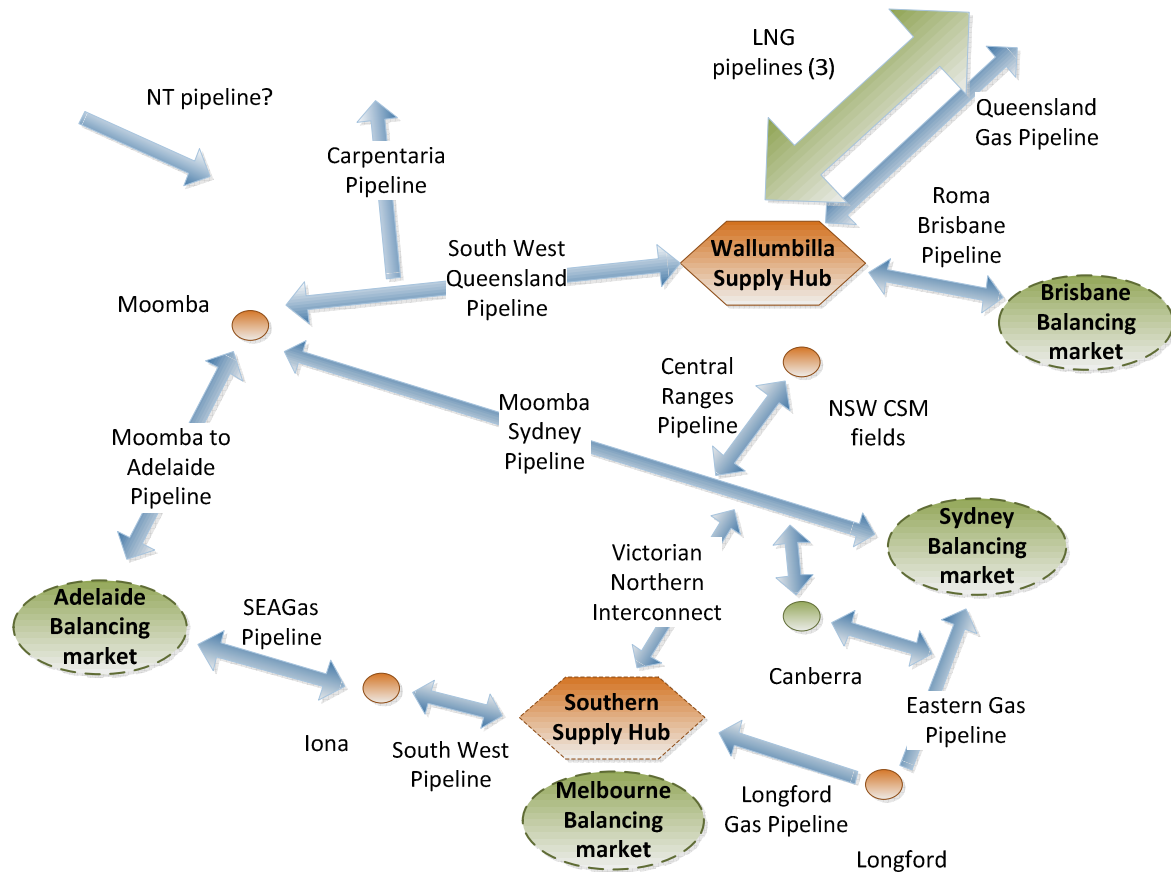 LNG
pipelines (3)
NT pipeline?
Queensland
Gas Pipeline
Carpentaria
Pipeline
Roma
Brisbane
Pipeline
South West
Queensland
Pipeline
Wallumbilla
Supply Hub
Moomba
Brisbane
Balancing
market
Central
Ranges
Pipeline
NSW CSM
fields
Moomba
Sydney
Pipeline
Moomba to
Adelaide
Pipeline
Sydney
Balancing
market
Victorian
Northern
Interconnect
Adelaide
Balancing
market
SEAGas
Pipeline
Canberra
Eastern Gas
Pipeline
Southern
Supply Hub
Iona
South West
Pipeline
Melbourne
Balancing
market
Longford
Gas Pipeline
Longford